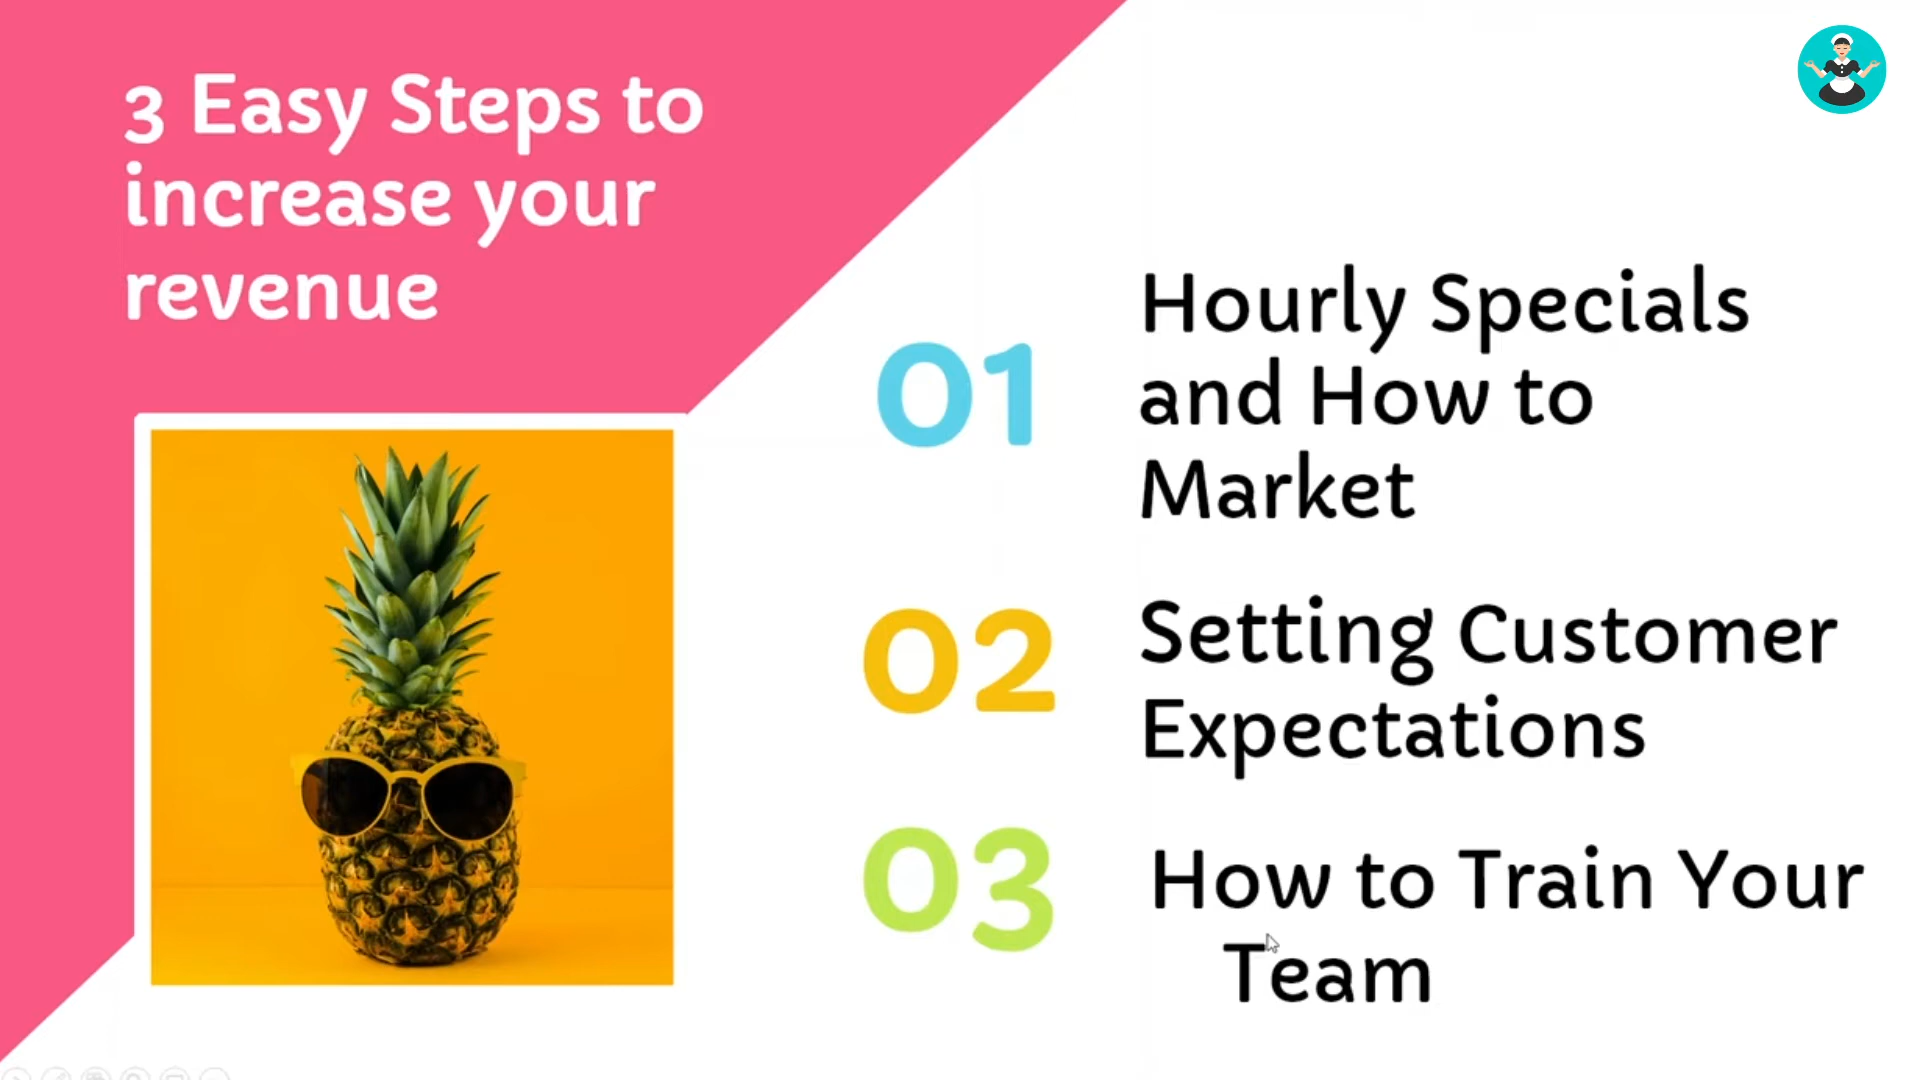 3 Easy Steps to
increase your
revenue
01
Hourly Specials
and How to
Market
02
Setting Customer
Expectations
03
How to Train Your
Team